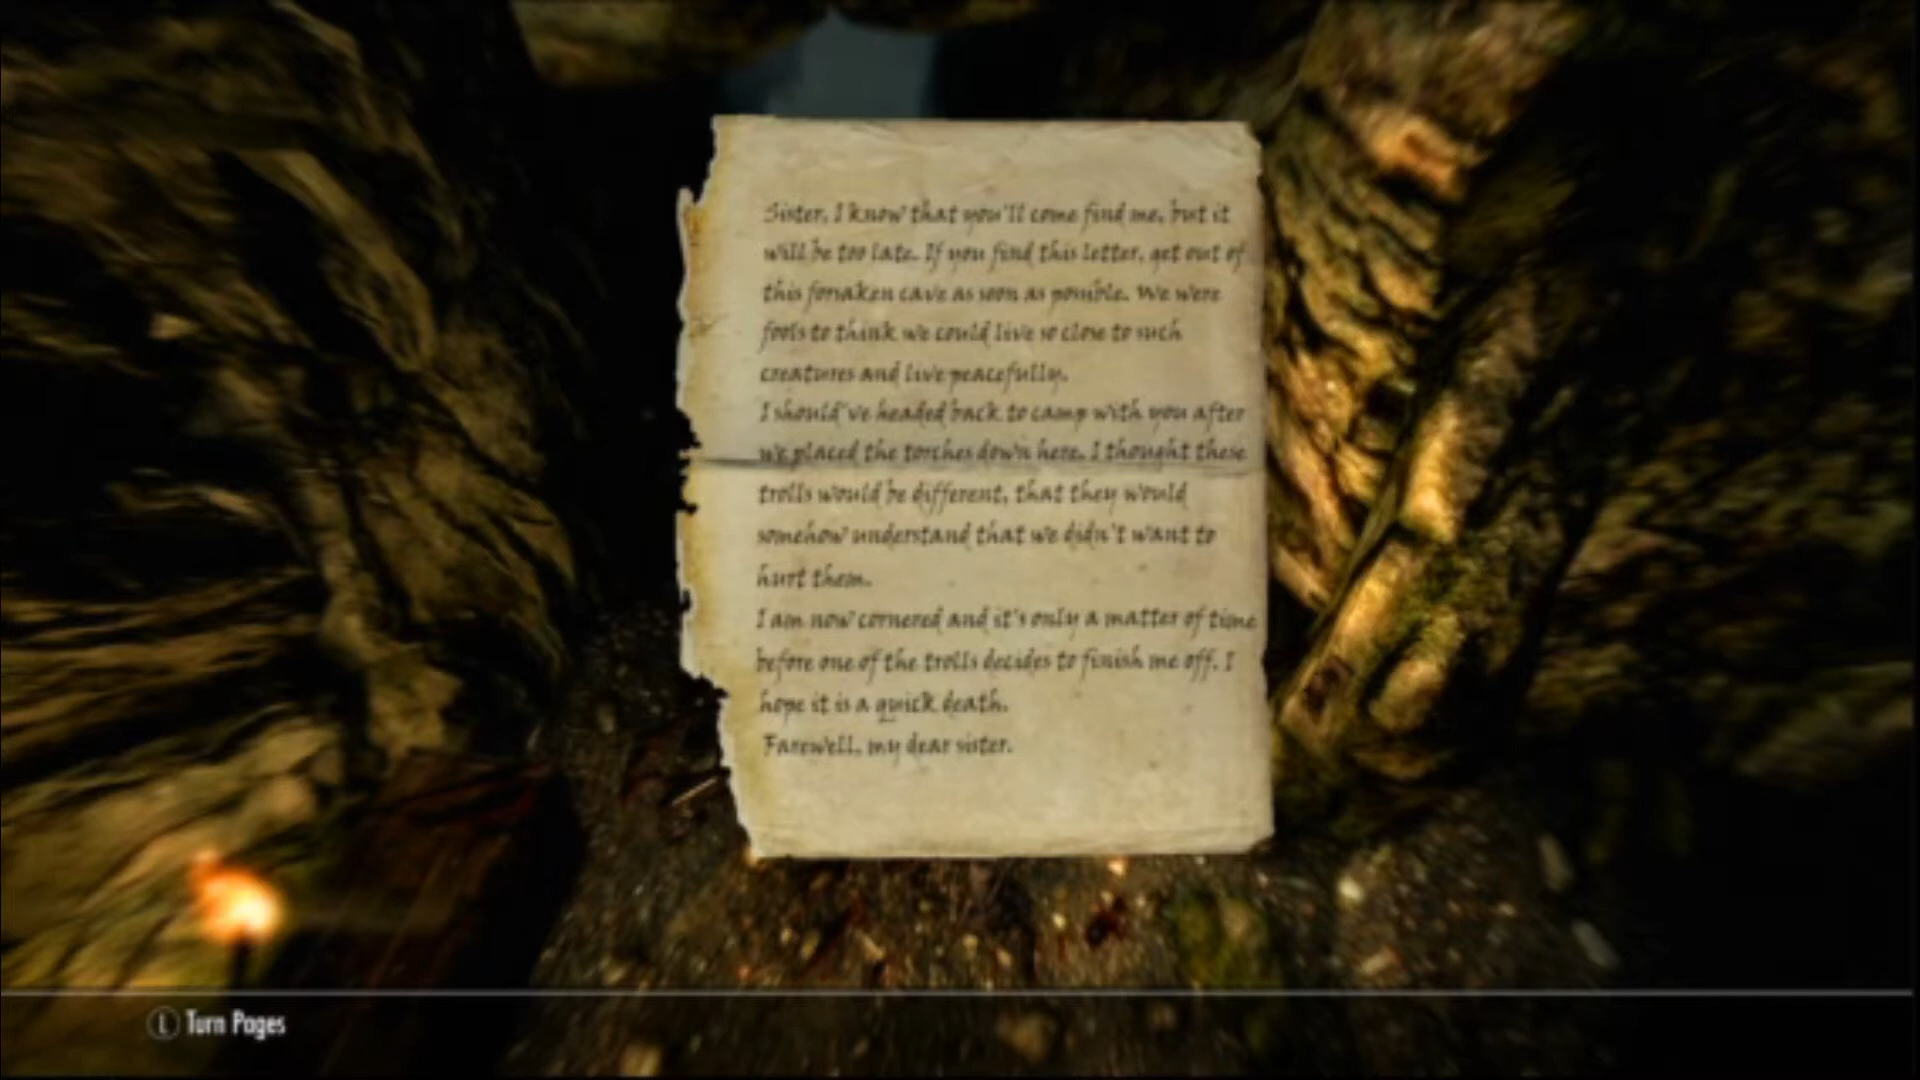 Sister, I know that you'll come find me, but it
will be too late. If you find this letter, get out of
this forsaken cave as soon as possible. We were
fools to think we could live so close to such
creatures and live peacefully.
I should've headed back to camp with you after
we placed the torches down here. I thought these
trolls would be different, that they would
somehow understand that we didn't want to
hurt them.
I am now cornered and it's only a matter of time
before one of the trolls decides to finish me off. I
hope it is a quick death.
Farewell, my dear sister.
L Turn Pages